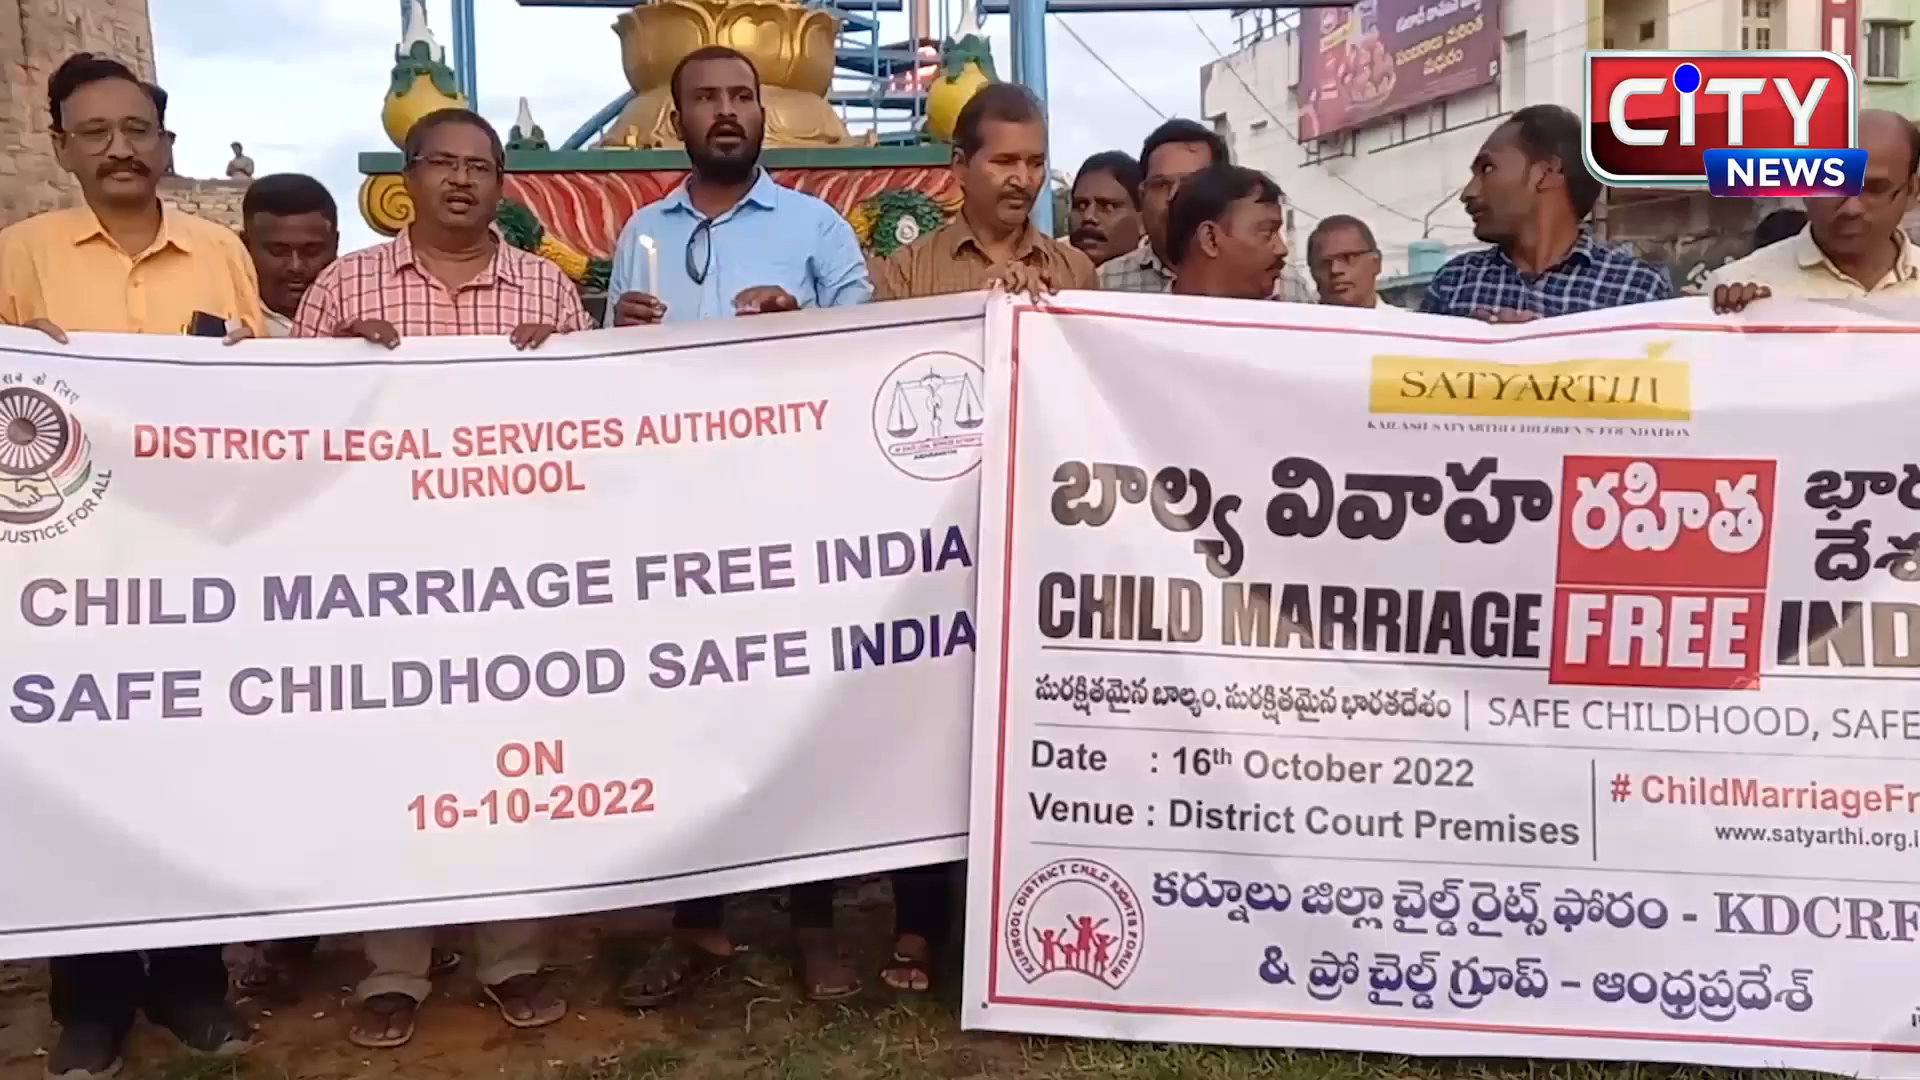 CiTY
NEWS
सब के लिए
JUSTICE FOR ALL
DISTRICT LEGAL SERVICES AUTHORITY
KURNOOL
CHILD MARRIAGE FREE INDIA
SAFE CHILDHOOD SAFE INDIA
ON
16-10-2022
SATYARTHI
KAILASH SATYARTHI CHILDREN'S FOUNDATION
బాల్య వివాహ రహిత భార
దేశ
CHILD MARRIAGE FREE IND
సురక్షితమైన బాల్యం, సురక్షితమైన భారతదేశం | SAFE CHILDHOOD, SAFE
Date : 16th October 2022
Venue : District Court Premises
# ChildMarriageFr
www.satyarthi.org.i
KURNOOL DISTRICT CHILD RIGHTS FORUM
కర్నూలు జిల్లా చైల్డ్ రైట్స్ ఫోరం - KDCRF
& ప్రో చైల్డ్ గ్రూప్ - ఆంధ్రప్రదేశ్